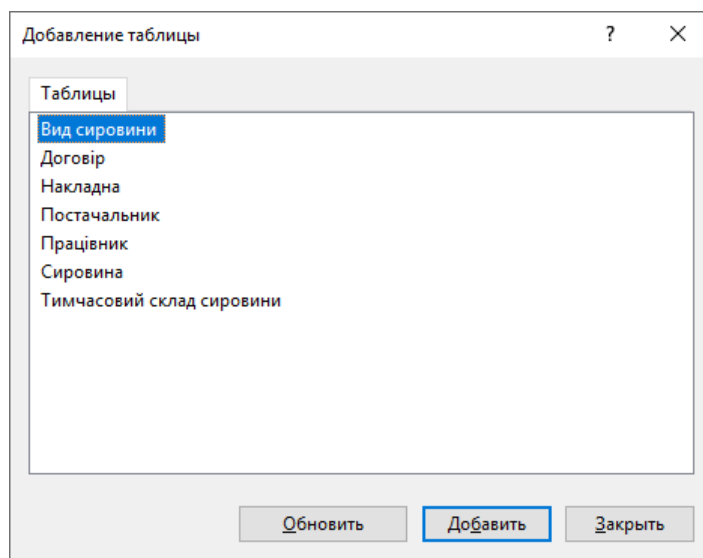 Добавление таблицы
?
Таблицы
Вид сировини
Договір
Накладна
Постачальник
Працівник
Сировина
Тимчасовий склад сировини
Обновить Добавить Закрыть